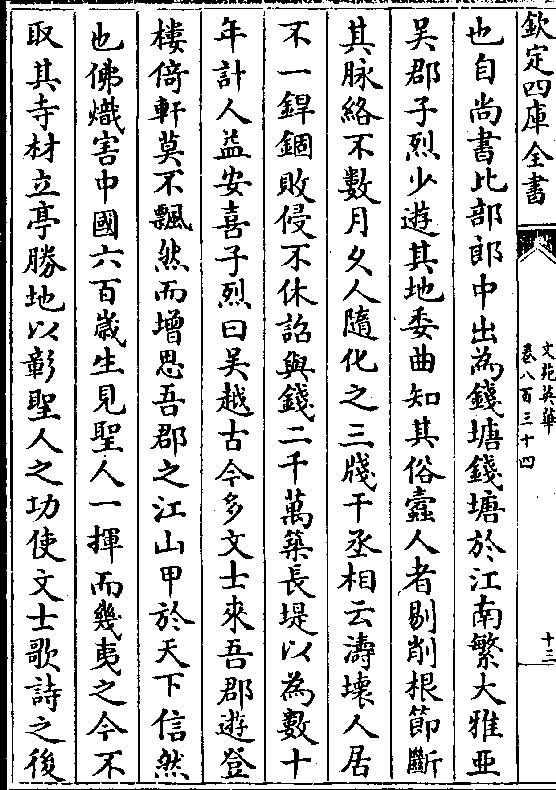 欽定四庫全書
文苑英華
卷八百三十四
十三
也自尚書比部郎中出為錢塘錢塘於江南繁大雅亞
吴郡子烈少遊其地委曲知其俗蠧人者剔削根節斷
其脉絡不數月人隨化之三牋干丞相云濤壞人居
不一銲錮敗侵不休詔與錢二千萬築長堤以為數十
年計人益安喜子烈曰吴越古今多文士來吾郡遊登
樓倚軒莫不飄然而增思吾郡之江山甲於天下信然
也佛熾害中國六百嵗生見聖人一揮而幾夷之今不
取其寺材立亭勝地以彰聖人之功使文士歌詩之後